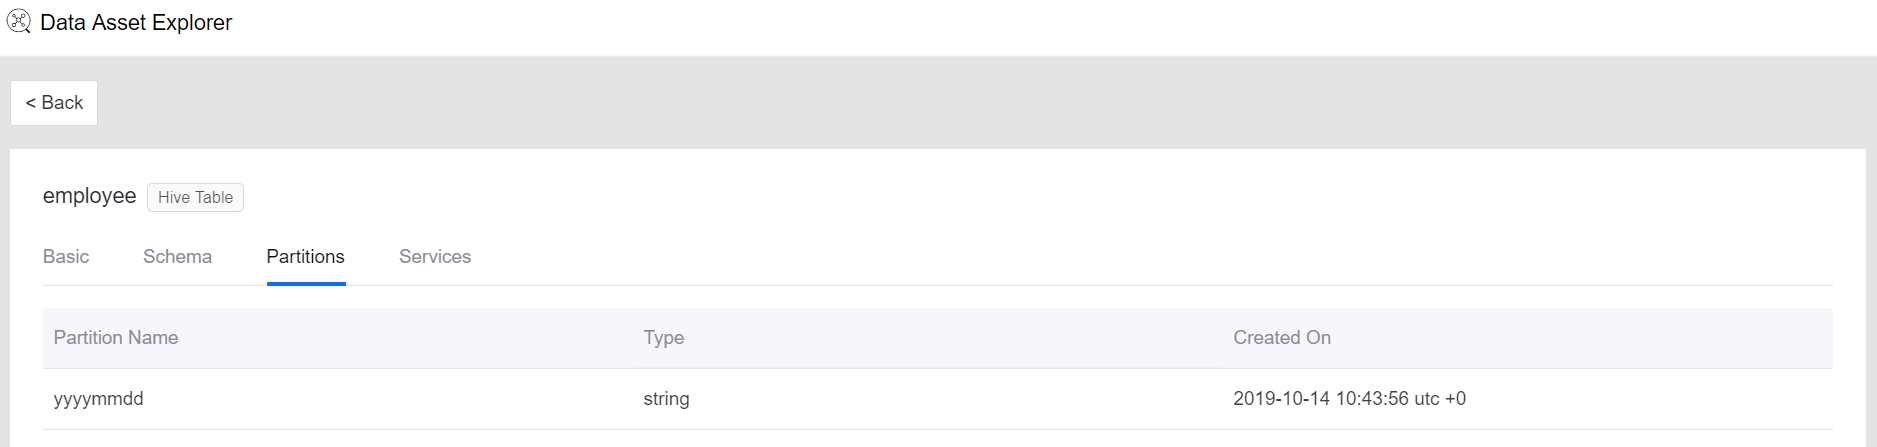 Data Asset Explorer
< Back
employee Hive Table
Basic Schema Partitions Services
Partition Name Type Created On
yyyymmdd string 2019-10-14 10:43:56 utc +0